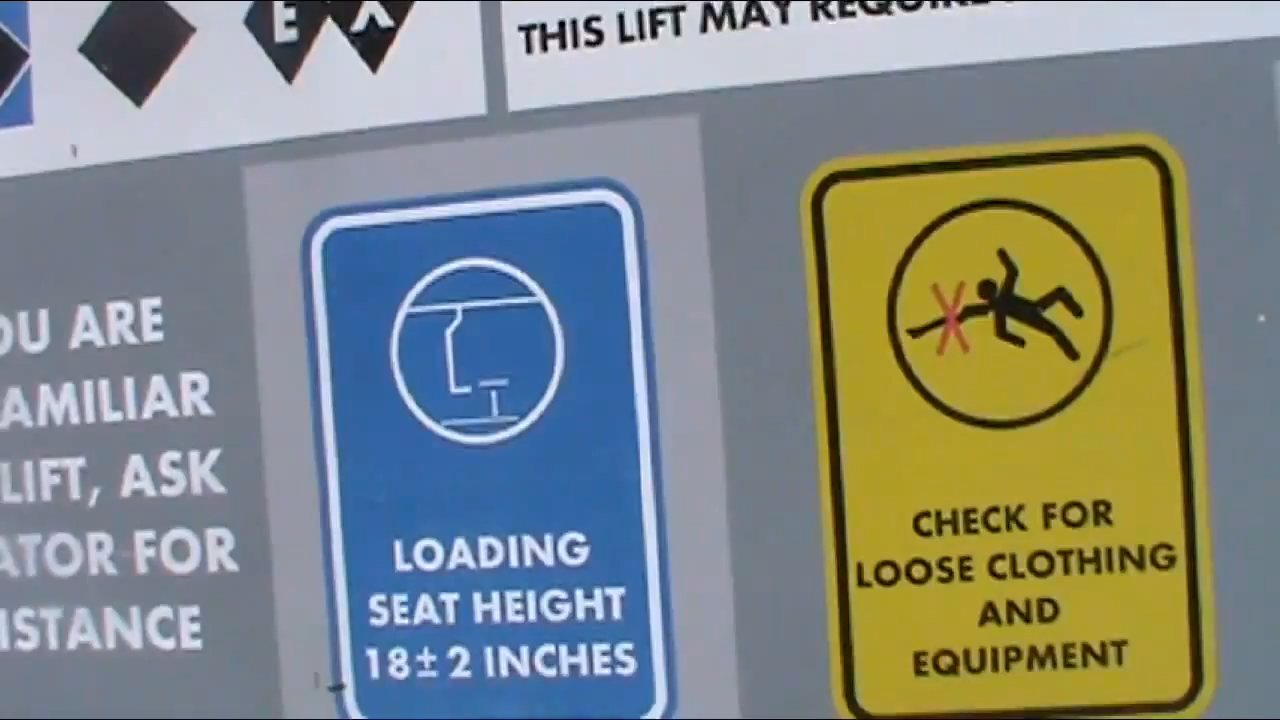 E X
THIS LIFT MAY REQUIRE
OU ARE
AMILIAR
LIFT, ASK
ATOR FOR
ISTANCE
LOADING
SEAT HEIGHT
18± 2 INCHES
CHECK FOR
LOOSE CLOTHING
AND
EQUIPMENT